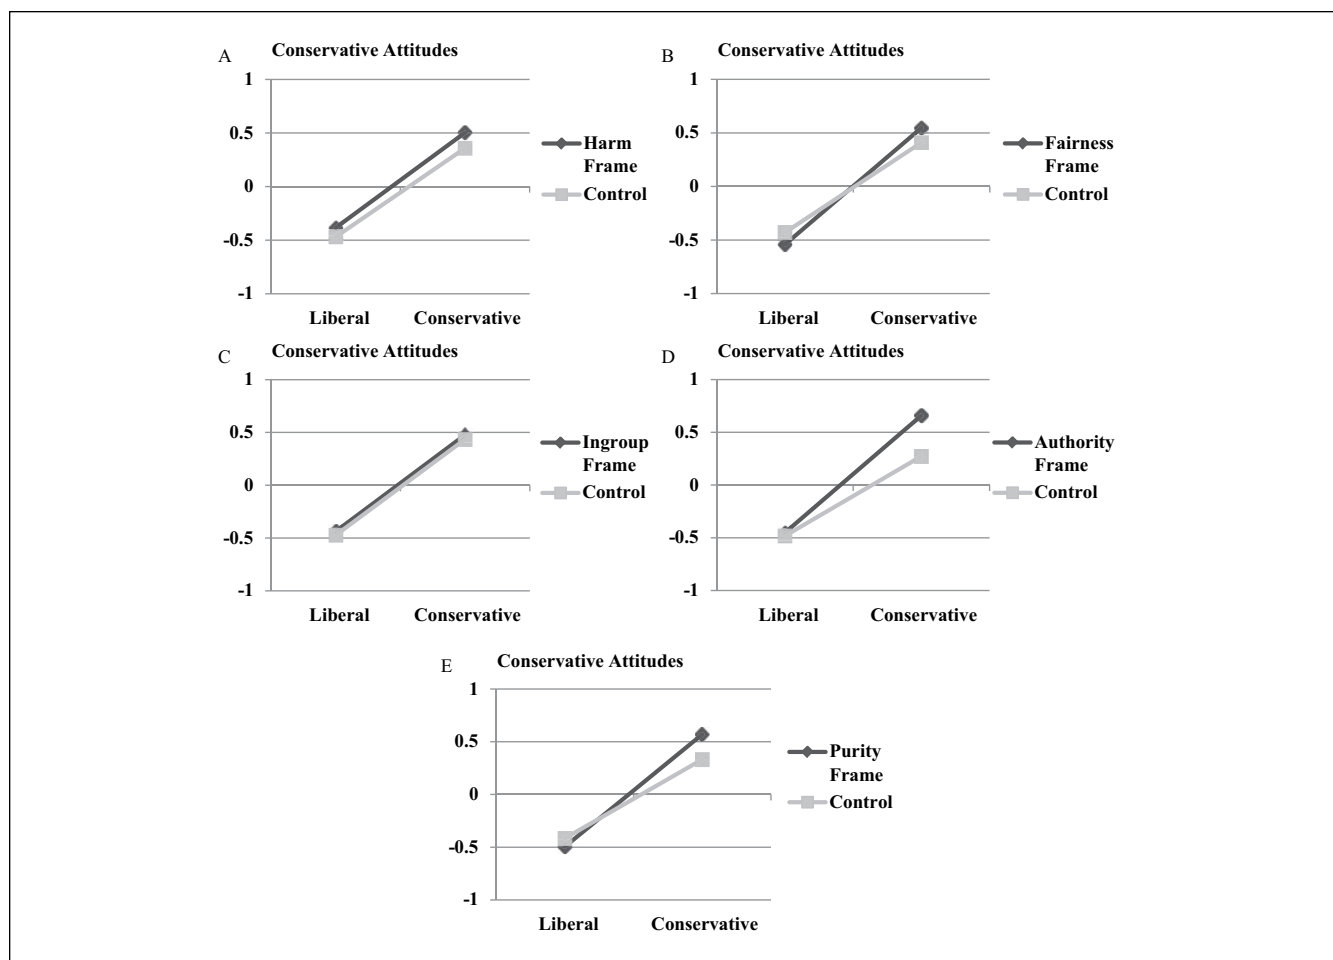 A
Conservative Attitudes
1
0.5
0
-0.5
-1
Liberal
Conservative
Harm
Frame
Control
B
Conservative Attitudes
1
0.5
0
-0.5
-1
Liberal
Conservative
Fairness
Frame
Control
C
Conservative Attitudes
1
0.5
0
-0.5
-1
Liberal
Conservative
Ingroup
Frame
Control
D
Conservative Attitudes
1
0.5
0
-0.5
-1
Liberal
Conservative
Authority
Frame
Control
E
Conservative Attitudes
1
0.5
0
-0.5
-1
Liberal
Conservative
Purity
Frame
Control